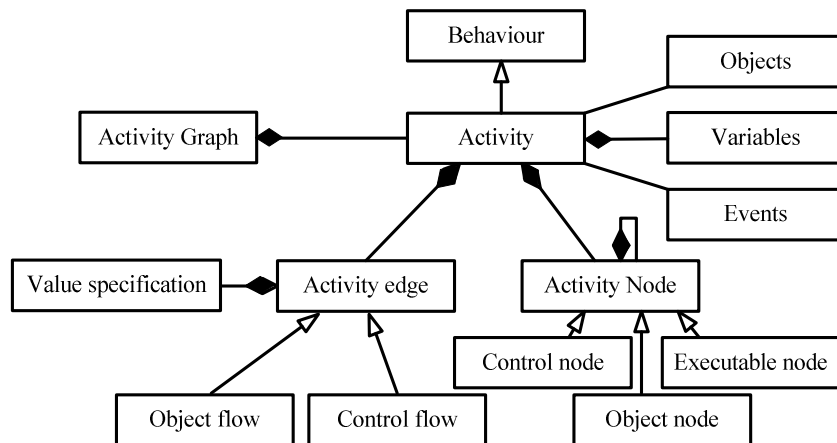 Behaviour
Objects
Activity Graph
Activity
Variables
Events
Value specification
Activity edge
Activity Node
Control node
Executable node
Object flow
Control flow
Object node